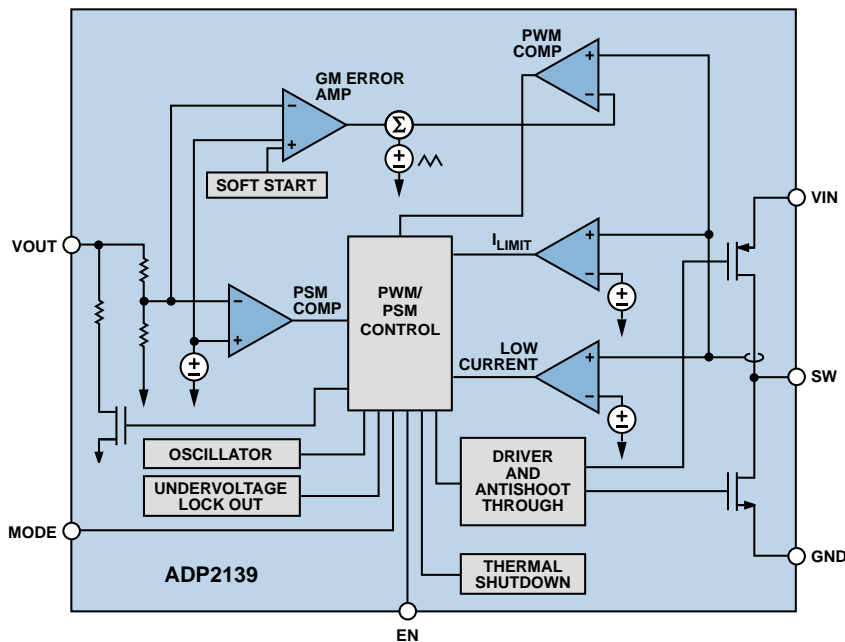 PWM
COMP
GM ERROR
AMP
+
−
−
+
Σ
±
SOFT START
VIN
VOUT
ILIMIT
+
−
±
PSM
COMP
−
+
±
PWM/
PSM
CONTROL
LOW
CURRENT
+
−
±
SW
OSCILLATOR
UNDERVOLTAGE
LOCK OUT
DRIVER
AND
ANTISHOOT
THROUGH
MODE
THERMAL
SHUTDOWN
GND
ADP2139
EN